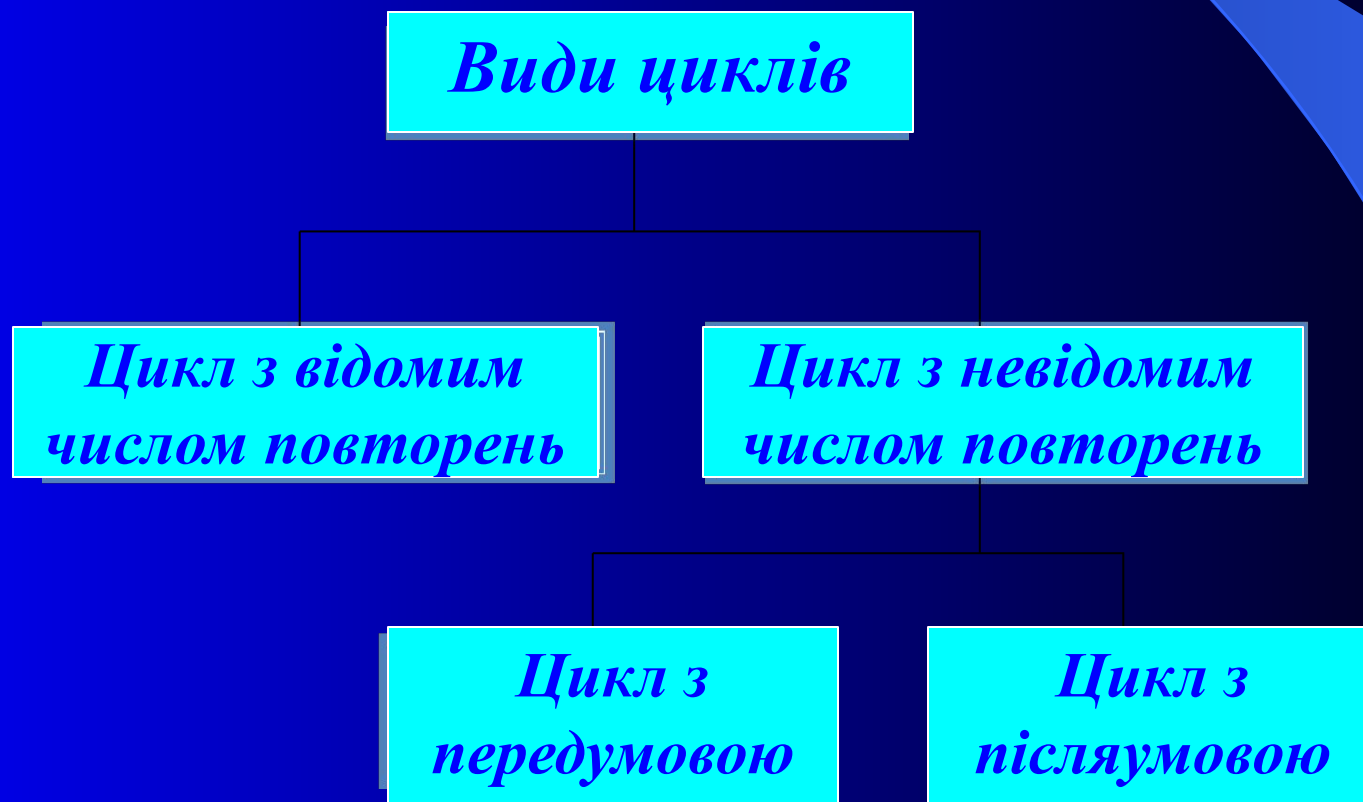 Види циклів
Цикл з відомим
числом повторень
Цикл з невідомим
числом повторень
Цикл з
передумовою
Цикл з
післяумовою